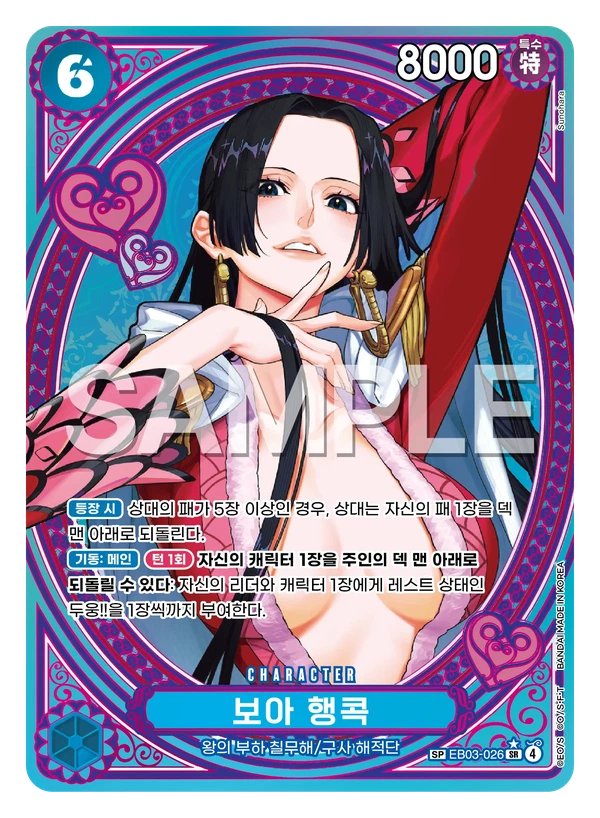 6
8000
특수
特
Sunohara
SAMPLE
등장 시 상대의 패가 5장 이상인 경우, 상대는 자신의 패 1장을 덱
맨 아래로 되돌린다.
기동: 메인 턴 1회 자신의 캐릭터 1장을 주인의 덱 맨 아래로
되돌릴 수 있다: 자신의 리더와 캐릭터 1장에게 레스트 상태인
두웅!!을 1장씩까지 부여한다.
CHARACTER
보아 행콕
왕의 부하 칠무해/구사 해적단
SP EB03-026 SR 4
©E.O/S. ©O/S.F.T BANDAI MADE IN KOREA